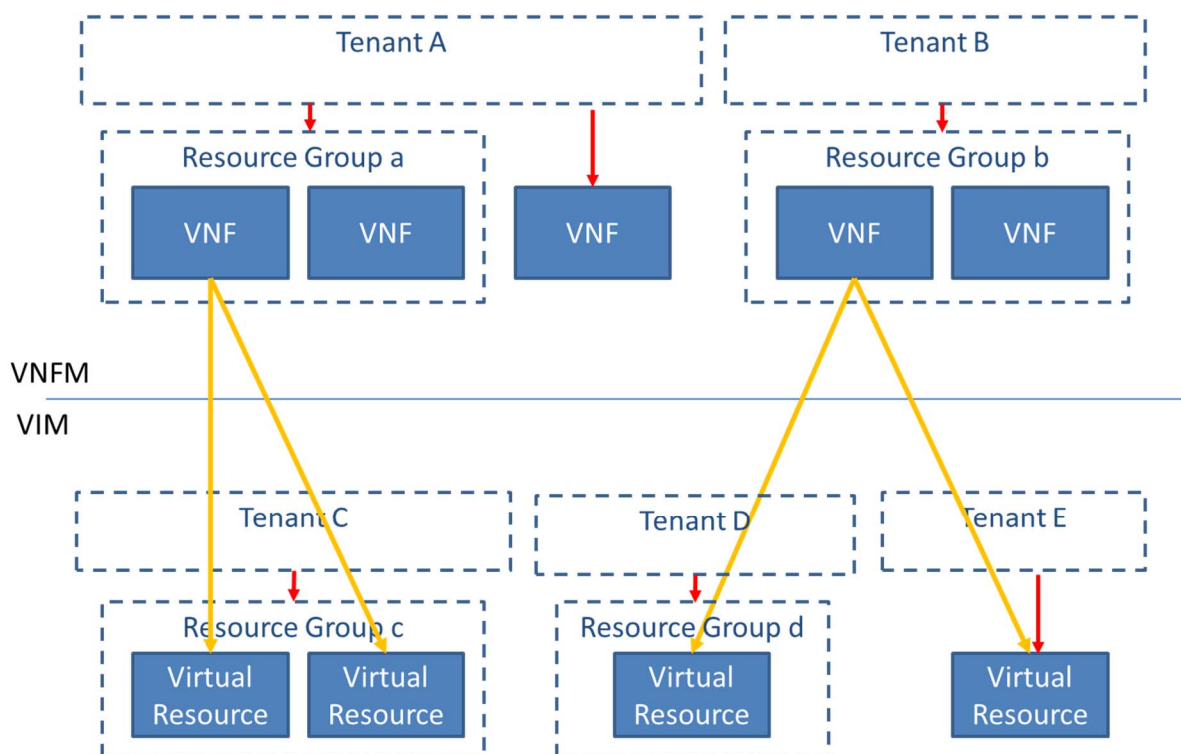 Tenant A
Tenant B
Resource Group a
Resource Group b
VNF
VNF
VNF
VNF
VNF
VNFM
VIM
Tenant C
Tenant D
Tenant E
Resource Group c
Resource Group d
Virtual
Resource
Virtual
Resource
Virtual
Resource
Virtual
Resource